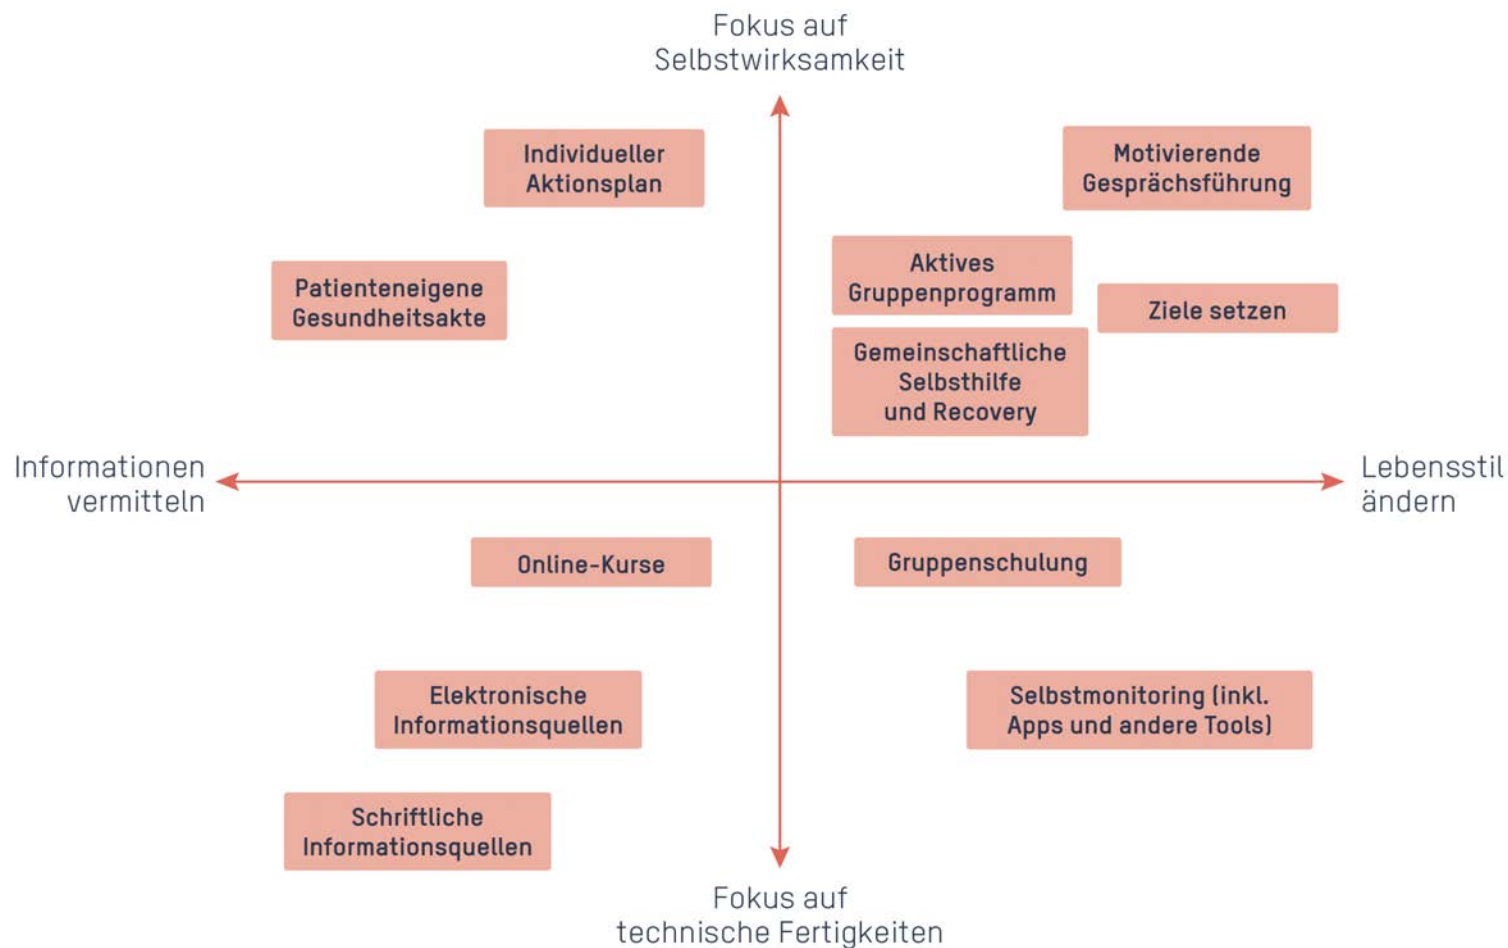 Fokus auf
Selbstwirksamkeit
Individueller
Aktionsplan
Motivierende
Gesprächsführung
Patienteneigene
Gesundheitsakte
Aktives
Gruppenprogramm
Ziele setzen
Gemeinschaftliche
Selbsthilfe
und Recovery
Informationen
vermitteln
Lebensstil
ändern
Online-Kurse
Gruppenschulung
Elektronische
Informationsquellen
Selbstmonitoring (inkl.
Apps und andere Tools)
Schriftliche
Informationsquellen
Fokus auf
technische Fertigkeiten